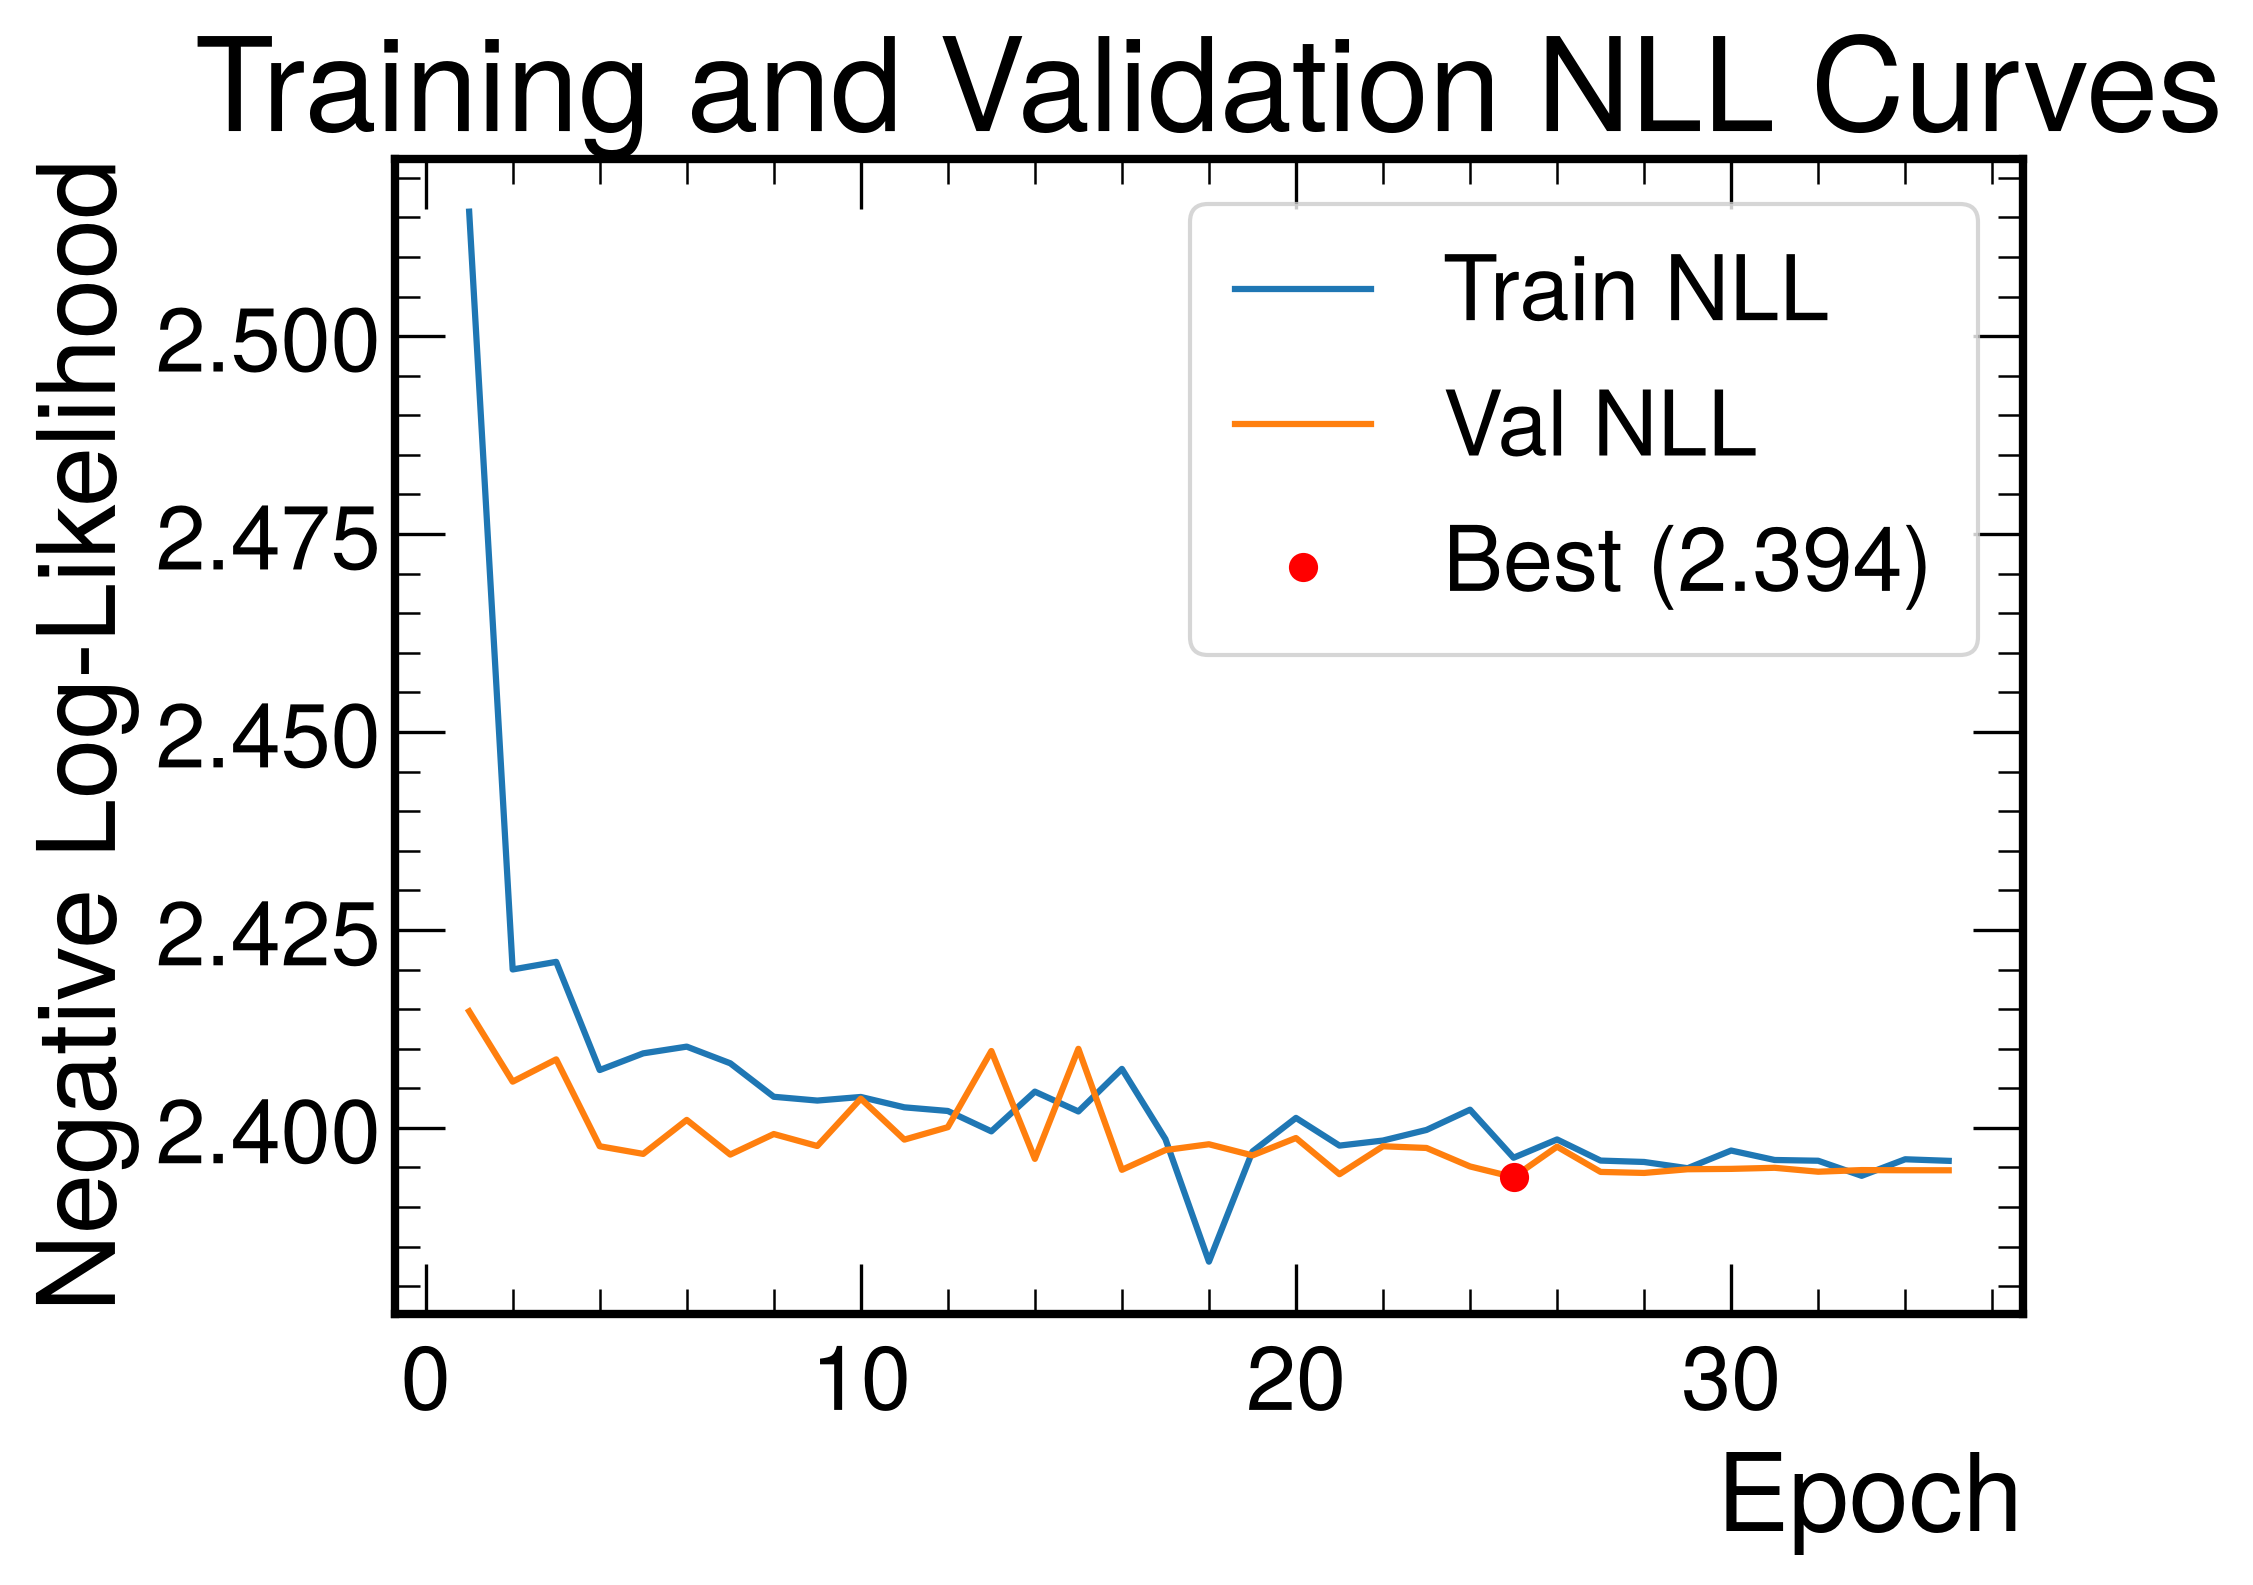 Training and Validation NLL Curves
Negative Log-Likelihood
2.500
2.475
2.450
2.425
2.400
Train NLL
Val NLL
Best (2.394)
0 10 20 30
Epoch